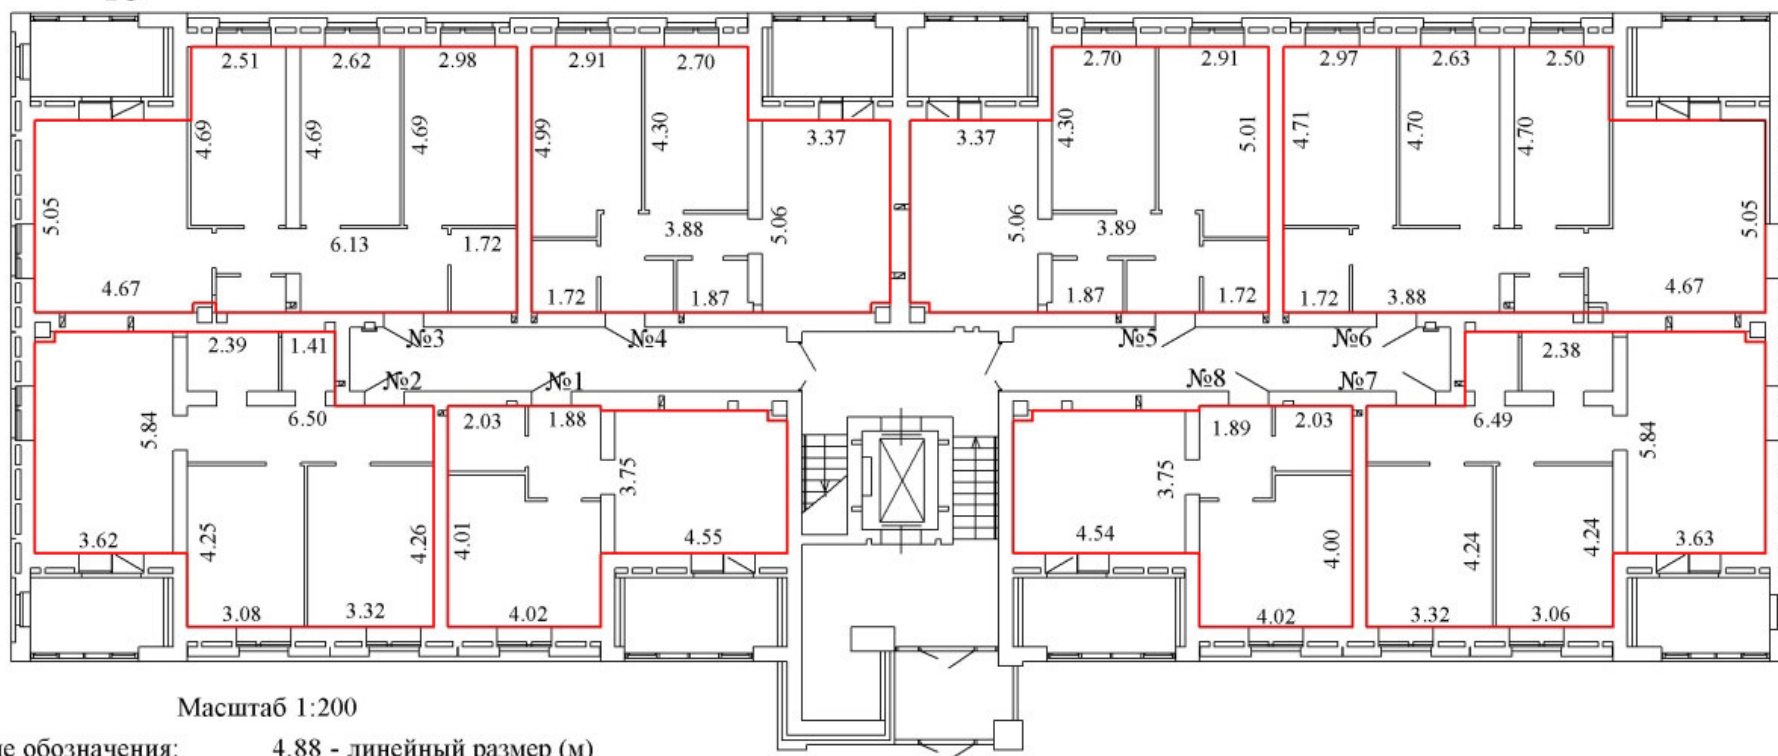 2.51 2.62 2.98 2.91 2.70 2.70 2.91 2.97 2.63 2.50
4.69 4.69 4.69 4.99 4.30 3.37 3.37 4.30 5.01 4.71 4.70 4.70
5.05 6.13 1.72 3.88 5.06 5.06 3.89 5.05
4.67 1.72 1.87 1.87 1.72 1.72 3.88 4.67
№3 №4 №5 №6
2.39 1.41 2.38
№2 №1 №8 №7
5.84 6.50 2.03 1.88 3.75 3.75 1.89 2.03 6.49 5.84
3.62 4.25 4.26 4.01 4.55 4.54 4.00 4.24 4.24 3.63
3.08 3.32 4.02 4.02 3.32 3.06
Масштаб 1:200
обозначения: 4.88 - линейный размер (м)